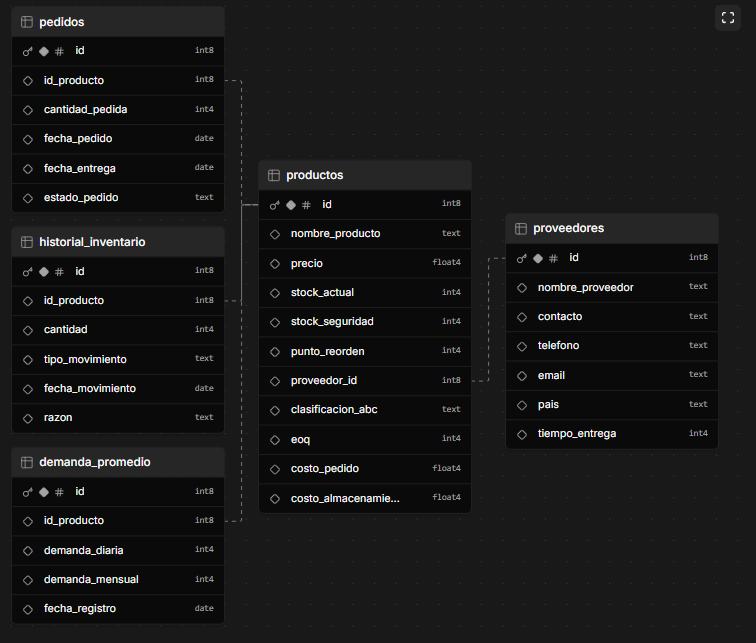 pedidos
# id int8
id_producto int8
cantidad_pedida int4
fecha_pedido date
fecha_entrega date
estado_pedido text
historial_inventario
# id int8
id_producto int8
cantidad int4
tipo_movimiento text
fecha_movimiento date
razon text
demanda_promedio
# id int8
id_producto int8
demanda_diaria int4
demanda_mensual int4
fecha_registro date
productos
# id int8
nombre_producto text
precio float4
stock_actual int4
stock_seguridad int4
punto_reorden int4
proveedor_id int8
clasificacion_abc text
eoq int4
costo_pedido float4
costo_almacenamie... float4
proveedores
# id int8
nombre_proveedor text
contacto text
telefono text
email text
pais text
tiempo_entrega int4